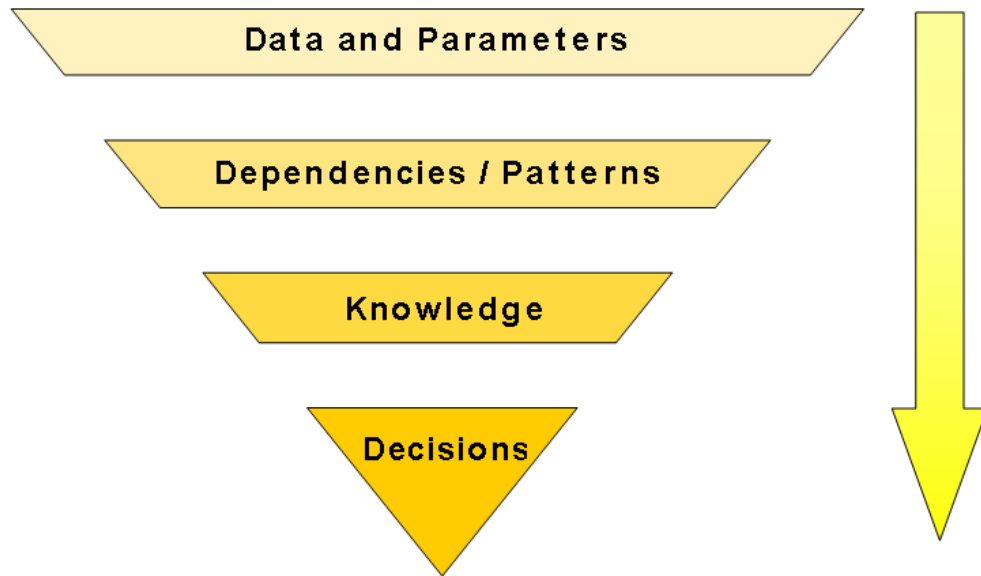 Data and Parameters
Dependencies / Patterns
Knowledge
Decisions